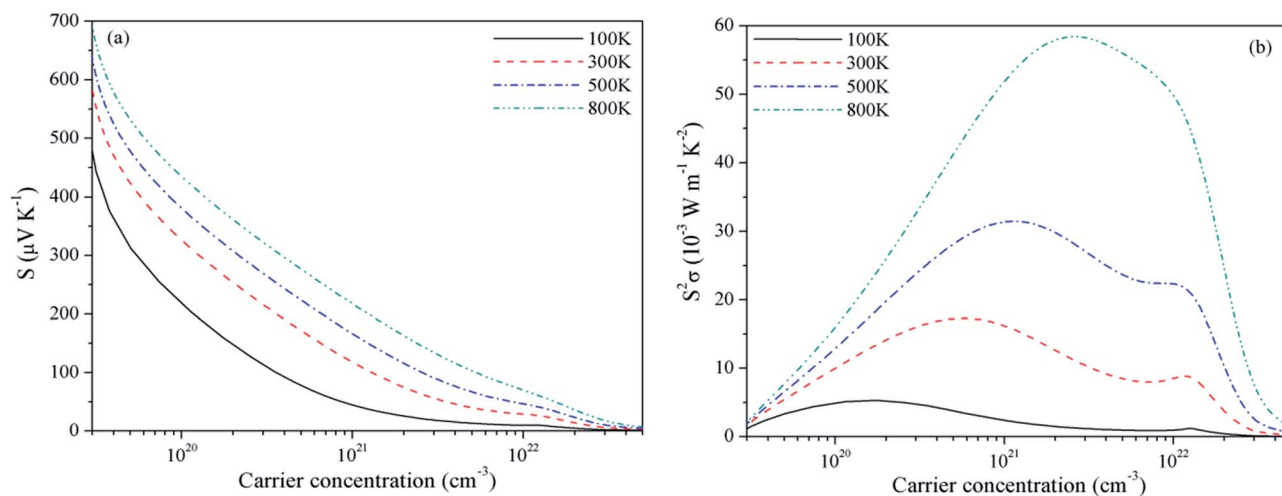 (a)
100K
300K
500K
800K
700
600
500
400
300
200
100
0
S (μV K⁻¹)
10²⁰
10²¹
10²²
Carrier concentration (cm⁻³)
(b)
100K
300K
500K
800K
60
50
40
30
20
10
0
S²σ (10⁻³ W m⁻¹ K⁻²)
10²⁰
10²¹
10²²
Carrier concentration (cm⁻³)